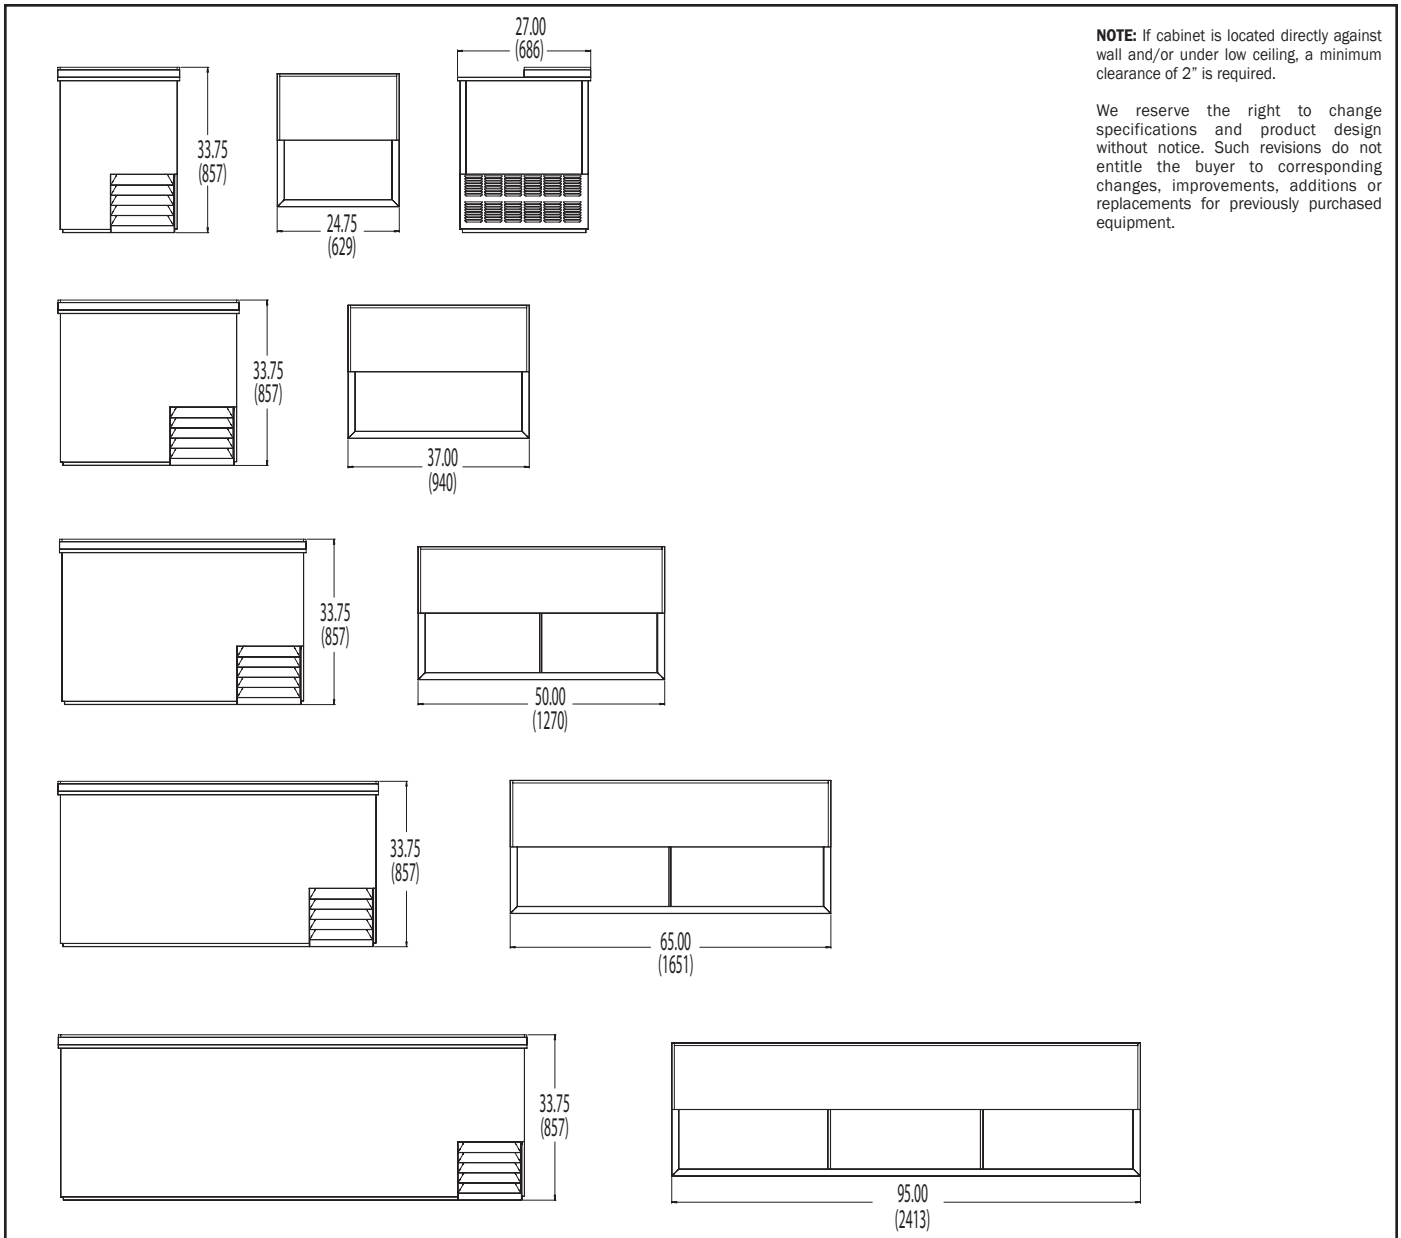 27.00
(686)
33.75
(857)
24.75
(629)
NOTE: If cabinet is located directly against
wall and/or under low ceiling, a minimum
clearance of 2” is required.
We reserve the right to change
specifications and product design
without notice. Such revisions do not
entitle the buyer to corresponding
changes, improvements, additions or
replacements for previously purchased
equipment.
33.75
(857)
37.00
(940)
33.75
(857)
50.00
(1270)
33.75
(857)
65.00
(1651)
33.75
(857)
95.00
(2413)